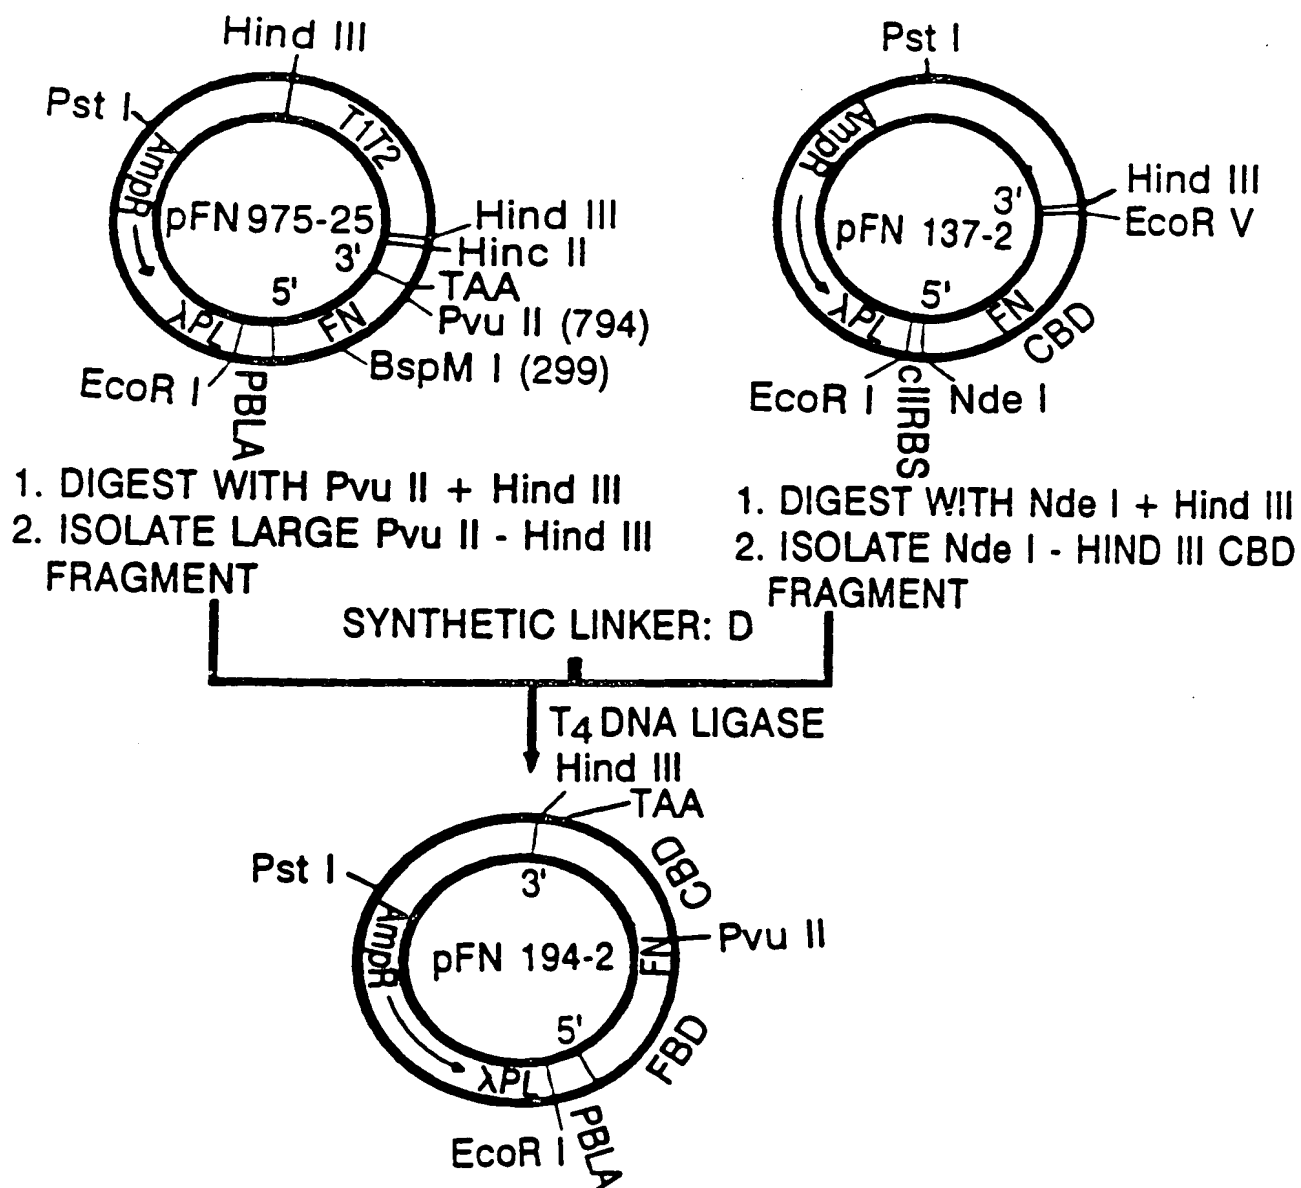 Hind III
Pst I
AmpR
T1T2
pFN 975-25
Hind III
Hinc II
3'
TAA
5'
FN
Pvu II (794)
λPL
BspM I (299)
EcoR I
PBLA
1. DIGEST WITH Pvu II + Hind III
2. ISOLATE LARGE Pvu II - Hind III
FRAGMENT
Pst I
AmpR
Hind III
3'
EcoR V
pFN 137-2
5'
λPL
FN
CBD
EcoR I
cIIRBS
Nde I
1. DIGEST WITH Nde I + Hind III
2. ISOLATE Nde I - HIND III CBD
FRAGMENT
SYNTHETIC LINKER: D
T4 DNA LIGASE
Hind III
TAA
CBD
Pst I
3'
AmpR
pFN 194-2
FN
Pvu II
5'
FBD
λPL
EcoR I
PBLA